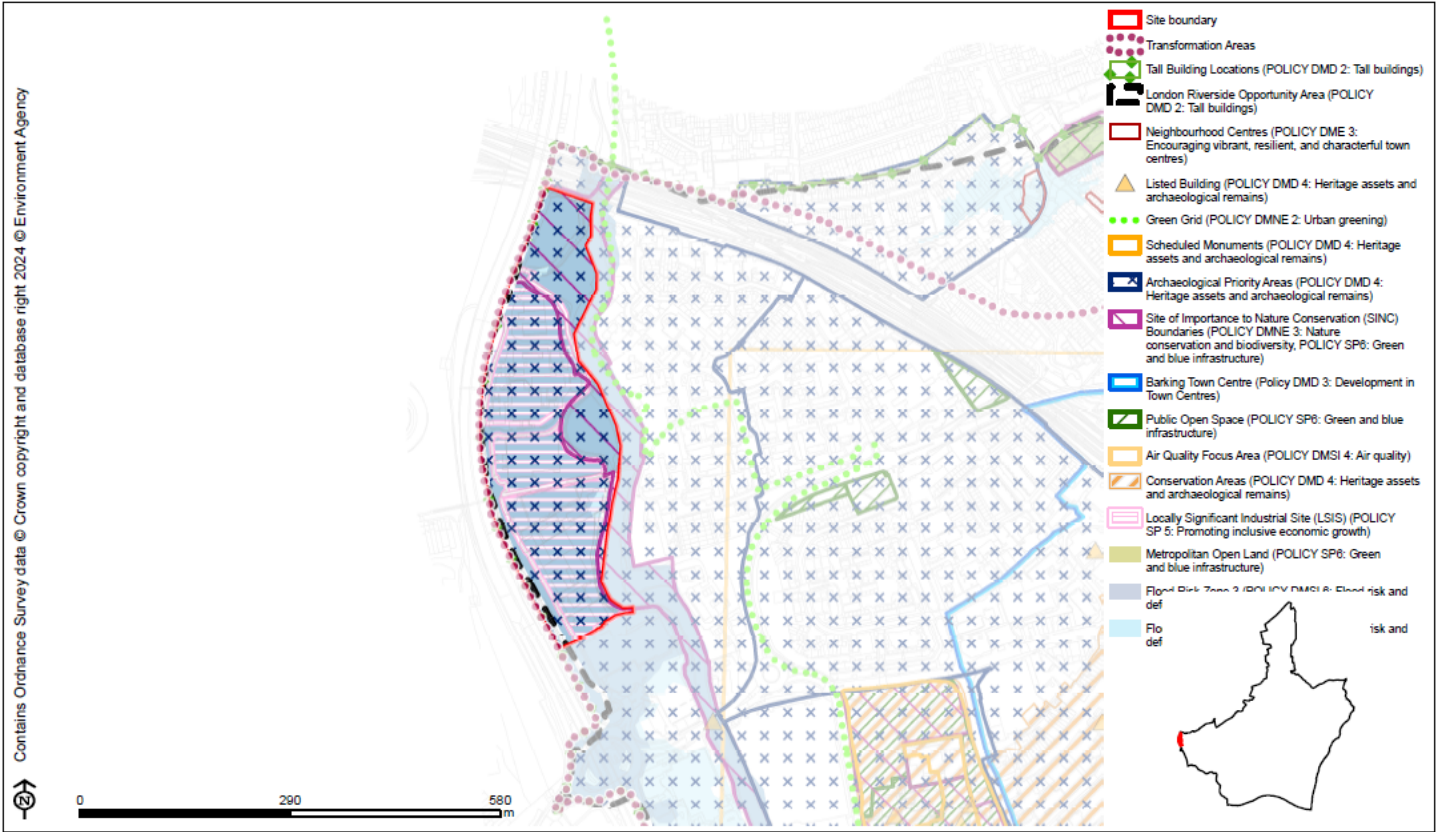 Contains Ordnance Survey data © Crown copyright and database right 2024 © Environment Agency
N
0 290 580
m
Site boundary
Transformation Areas
Tall Building Locations (POLICY DMD 2: Tall buildings)
London Riverside Opportunity Area (POLICY
DMD 2: Tall buildings)
Neighbourhood Centres (POLICY DME 3:
Encouraging vibrant, resilient, and characterful town
centres)
Listed Building (POLICY DMD 4: Heritage assets and
archaeological remains)
Green Grid (POLICY DMNE 2: Urban greening)
Scheduled Monuments (POLICY DMD 4: Heritage
assets and archaeological remains)
Archaeological Priority Areas (POLICY DMD 4:
Heritage assets and archaeological remains)
Site of Importance to Nature Conservation (SINC)
Boundaries (POLICY DMNE 3: Nature
conservation and biodiversity, POLICY SP6: Green
and blue infrastructure)
Barking Town Centre (Policy DMD 3: Development in
Town Centres)
Public Open Space (POLICY SP6: Green and blue
infrastructure)
Air Quality Focus Area (POLICY DMSI 4: Air quality)
Conservation Areas (POLICY DMD 4: Heritage assets
and archaeological remains)
Locally Significant Industrial Site (LSIS) (POLICY
SP 5: Promoting inclusive economic growth)
Metropolitan Open Land (POLICY SP6: Green
and blue infrastructure)
Flood Risk Zone (POLICY DMSI 6: Flood risk and
def
Flo isk and
def